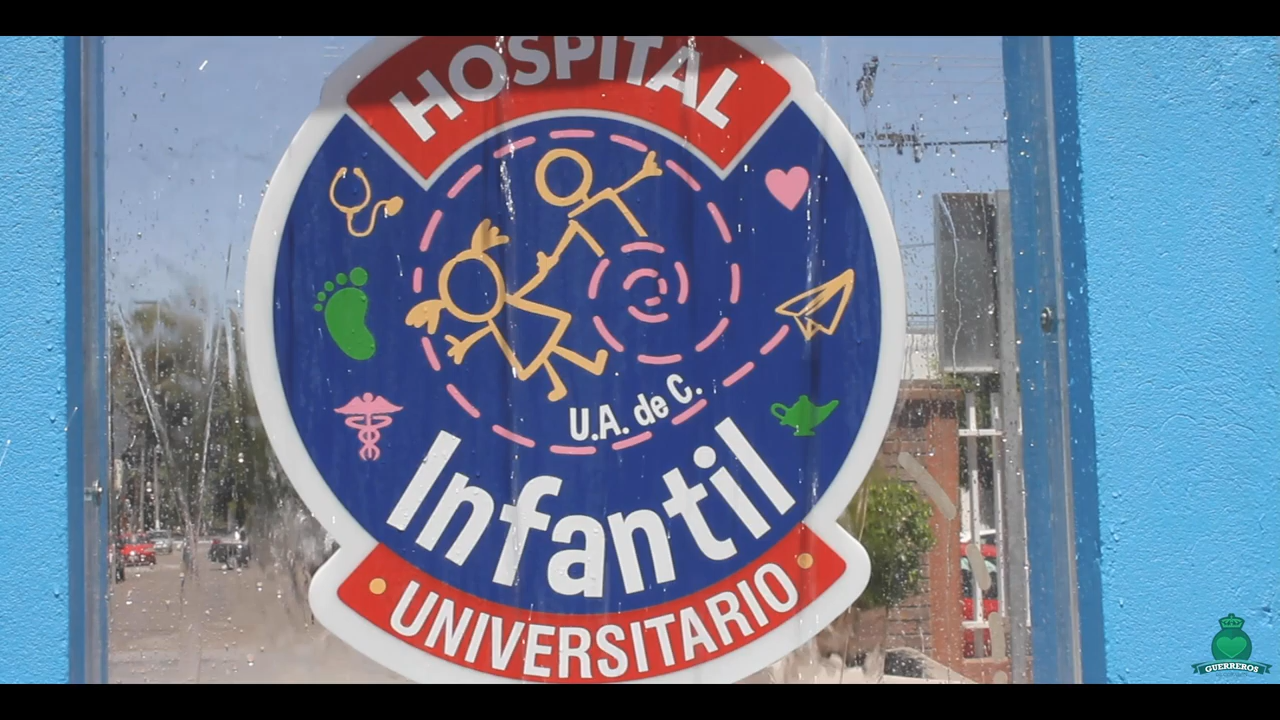 HOSPITAL
U.A. de C.
Infantil
UNIVERSITARIO
GUERREROS